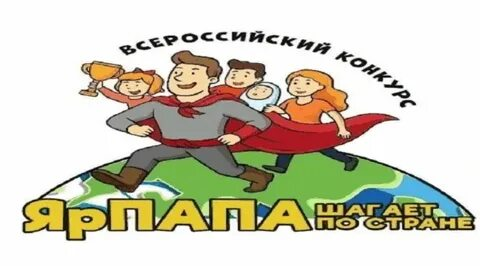 ВСЕРОССИЙСКИЙ КОНКУРС
ЯрПАПА ШАГАЕТ
ПО СТРАНЕ